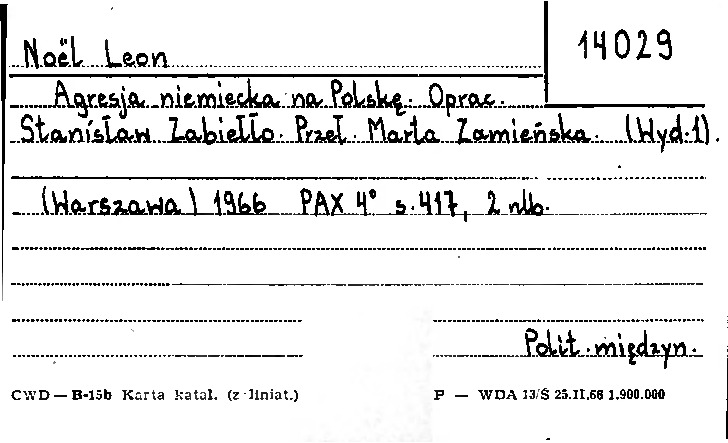 Noël Leon
14029
Agresja niemiecka na Polskę. Oprac.
Stanisław Zabiełło. Przeł. Marta Zamieńska. (Wyd.1).
(Warszawa) 1966 PAX 4° s.417, 2 nlb.
Polit. międzyn.
CWD — B-15b Karta katal. (z liniat.)
P — WDA 13/Ś 25.II.66 1.900.000